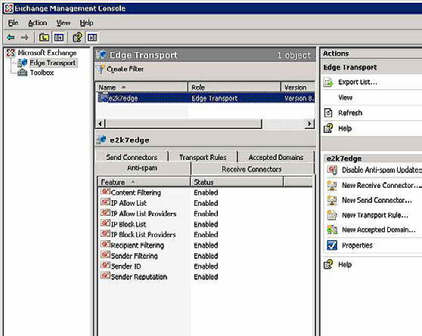 Exchange Management Console
File Action View Help
Microsoft Exchange
Edge Transport
Toolbox
Edge Transport 1 object
Create Filter
Name Role Version
e2k7edge Edge Transport Version 8.
e2k7edge
Send Connectors Transport Rules Accepted Domains
Anti-spam Receive Connectors
Feature Status
Content Filtering Enabled
IP Allow List Enabled
IP Allow List Providers Enabled
IP Block List Enabled
IP Block List Providers Enabled
Recipient Filtering Enabled
Sender Filtering Enabled
Sender ID Enabled
Sender Reputation Enabled
Actions
Edge Transport
Export List...
View
Refresh
Help
e2k7edge
Disable Anti-spam Updates
New Receive Connector...
New Send Connector...
New Transport Rule...
New Accepted Domain...
Properties
Help